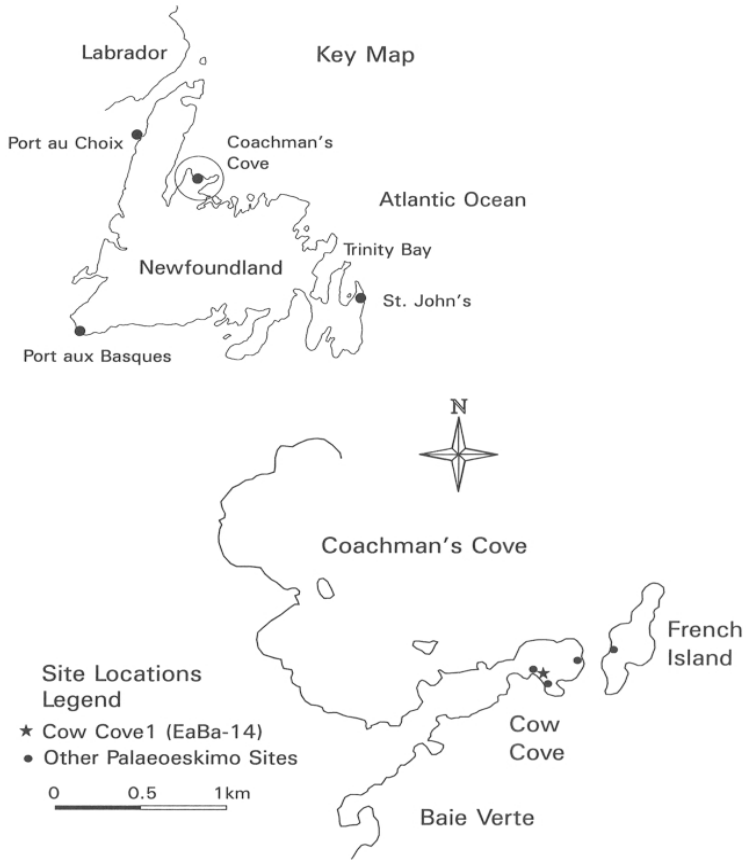 Labrador
Key Map
Port au Choix
Coachman's
Cove
Atlantic Ocean
Trinity Bay
Newfoundland
St. John's
Port aux Basques
N
Coachman's Cove
French
Island
Site Locations
Legend
Cow Cove1 (EaBa-14)
Other Palaeoeskimo Sites
Cow
Cove
0 0.5 1km
Baie Verte